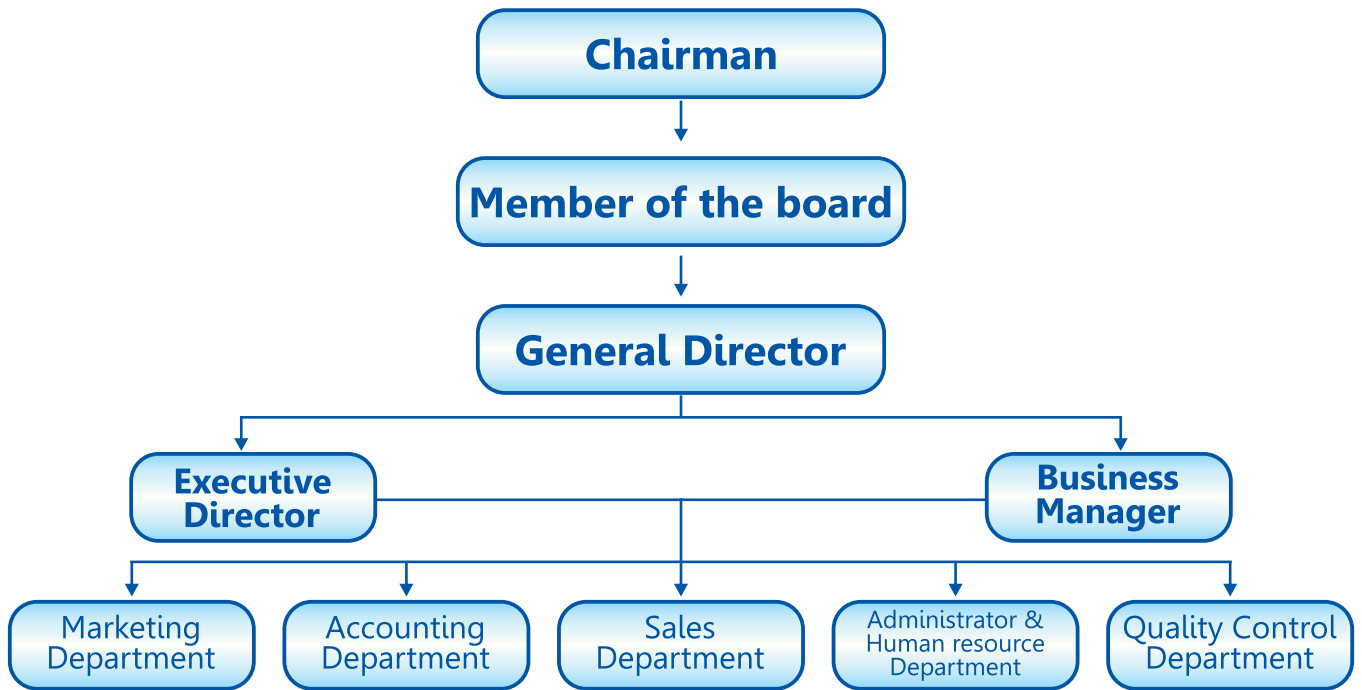 Chairman
Member of the board
General Director
Executive
Director
Business
Manager
Marketing
Department
Accounting
Department
Sales
Department
Administrator &
Human resource
Department
Quality Control
Department